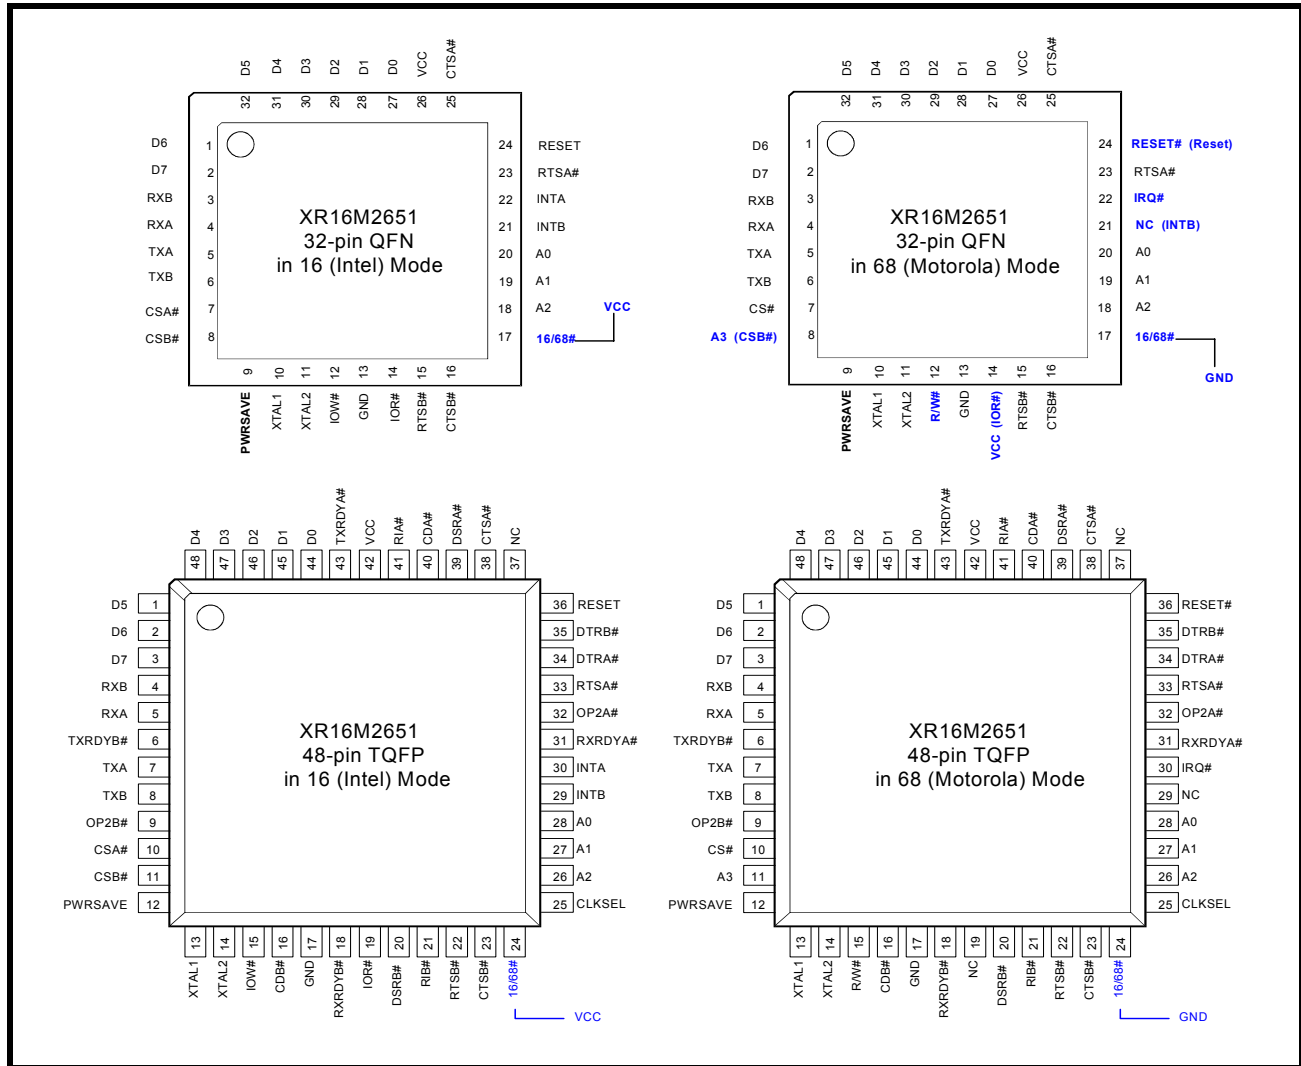 D5 D4 D3 D2 D1 D0 VCC CTSA#
32 31 30 29 28 27 26 25
D6 1 24 RESET
D7 2 23 RTSA#
RXB 3 22 INTA
RXA 4 21 INTB
TXA 5 20 A0
TXB 6 19 A1
CSA# 7 18 A2 VCC
CSB# 8 17 16/68#
XR16M2651
32-pin QFN
in 16 (Intel) Mode
9 10 11 12 13 14 15 16
PWRSAVE XTAL1 XTAL2 IOW# GND IOR# RTSB# CTSB#
D5 D4 D3 D2 D1 D0 VCC CTSA#
32 31 30 29 28 27 26 25
D6 1 24 RESET# (Reset)
D7 2 23 RTSA#
RXB 3 22 IRQ#
RXA 4 21 NC (INTB)
TXA 5 20 A0
TXB 6 19 A1
CS# 7 18 A2
A3 (CSB#) 8 17 16/68#
GND
XR16M2651
32-pin QFN
in 68 (Motorola) Mode
9 10 11 12 13 14 15 16
PWRSAVE XTAL1 XTAL2 R/W# GND VCC (IOR#) RTSB# CTSB#
D4 D3 D2 D1 D0 TXRDYA# VCC RIA# CDA# DSRA# CTSA# NC
48 47 46 45 44 43 42 41 40 39 38 37
D5 1 36 RESET
D6 2 35 DTRB#
D7 3 34 DTRA#
RXB 4 33 RTSA#
RXA 5 32 OP2A#
TXRDYB# 6 31 RXRDYA#
TXA 7 30 INTA
TXB 8 29 INTB
OP2B# 9 28 A0
CSA# 10 27 A1
CSB# 11 26 A2
PWRSAVE 12 25 CLKSEL
XR16M2651
48-pin TQFP
in 16 (Intel) Mode
13 14 15 16 17 18 19 20 21 22 23 24
XTAL1 XTAL2 IOW# CDB# GND RXRDYB# IOR# DSRB# RIB# RTSB# CTSB# 16/68#
VCC
D4 D3 D2 D1 D0 TXRDYA# VCC RIA# CDA# DSRA# CTSA# NC
48 47 46 45 44 43 42 41 40 39 38 37
D5 1 36 RESET#
D6 2 35 DTRB#
D7 3 34 DTRA#
RXB 4 33 RTSA#
RXA 5 32 OP2A#
TXRDYB# 6 31 RXRDYA#
TXA 7 30 IRQ#
TXB 8 29 NC
OP2B# 9 28 A0
CS# 10 27 A1
A3 11 26 A2
PWRSAVE 12 25 CLKSEL
XR16M2651
48-pin TQFP
in 68 (Motorola) Mode
13 14 15 16 17 18 19 20 21 22 23 24
XTAL1 XTAL2 R/W# CDB# GND RXRDYB# NC DSRB# RIB# RTSB# CTSB# 16/68#
GND